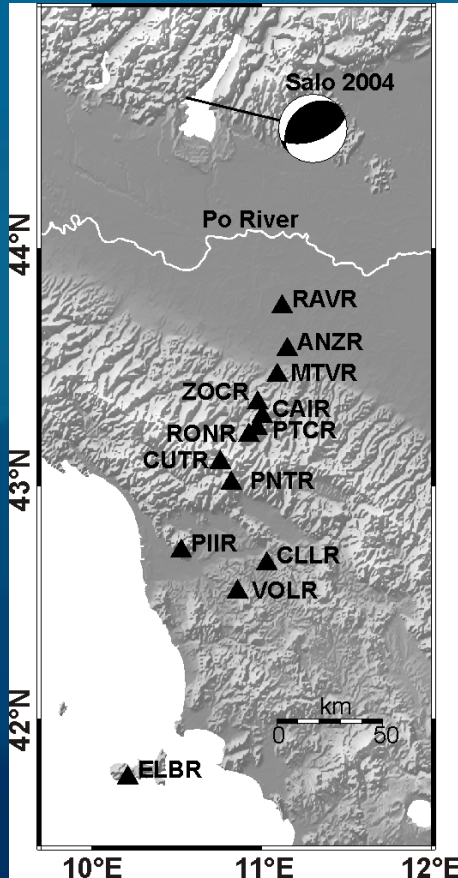 Salo 2004
Po River
44°N
RAVR
ANZR
MTVR
ZOCR
CAIR
PTCR
RONR
CUTR
43°N
PNTR
PIIR
CLLR
VOLR
km
0 50
42°N
ELBR
10°E 11°E 12°E